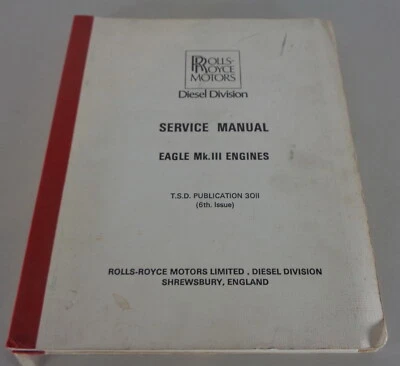 ROLLS-
ROYCE
MOTORS
Diesel Division
SERVICE MANUAL
EAGLE Mk.III ENGINES
T.S.D. PUBLICATION 3011
(6th. Issue)
ROLLS-ROYCE MOTORS LIMITED , DIESEL DIVISION
SHREWSBURY, ENGLAND